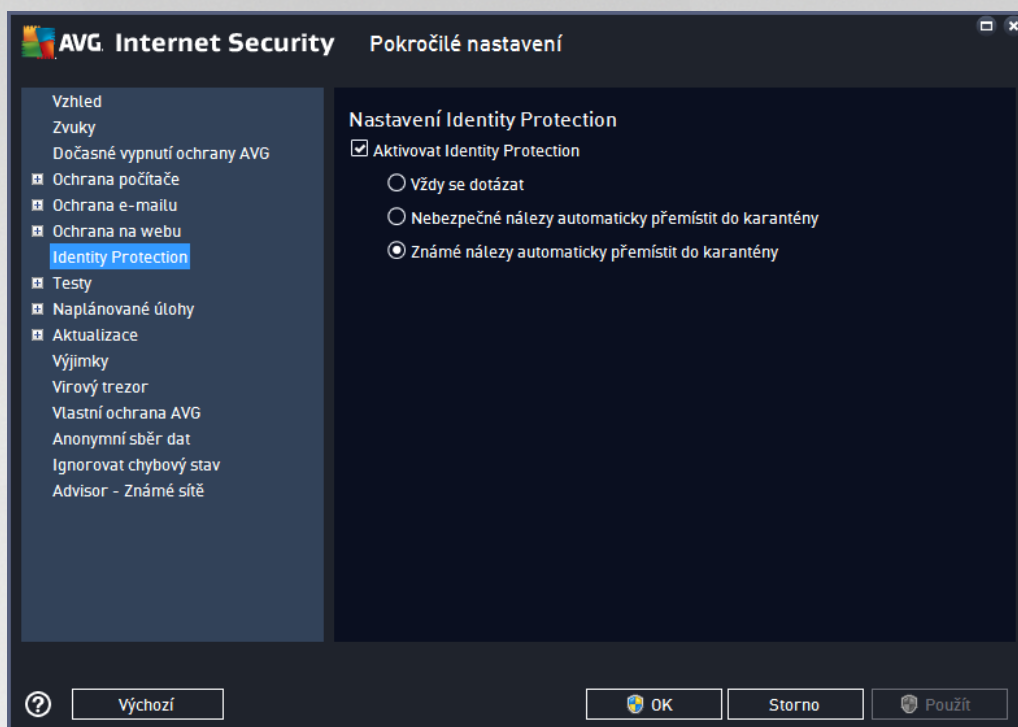 AVG. Internet Security Pokročilé nastavení
Vzhled
Zvuky
Dočasné vypnutí ochrany AVG
Ochrana počítače
Ochrana e-mailu
Ochrana na webu
Identity Protection
Testy
Naplánované úlohy
Aktualizace
Výjimky
Virový trezor
Vlastní ochrana AVG
Anonymní sběr dat
Ignorovat chybový stav
Advisor - Známé sítě
Nastavení Identity Protection
Aktivovat Identity Protection
Vždy se dotázat
Nebezpečné nálezy automaticky přemístit do karantény
Známé nálezy automaticky přemístit do karantény
? Výchozí OK Storno Použít